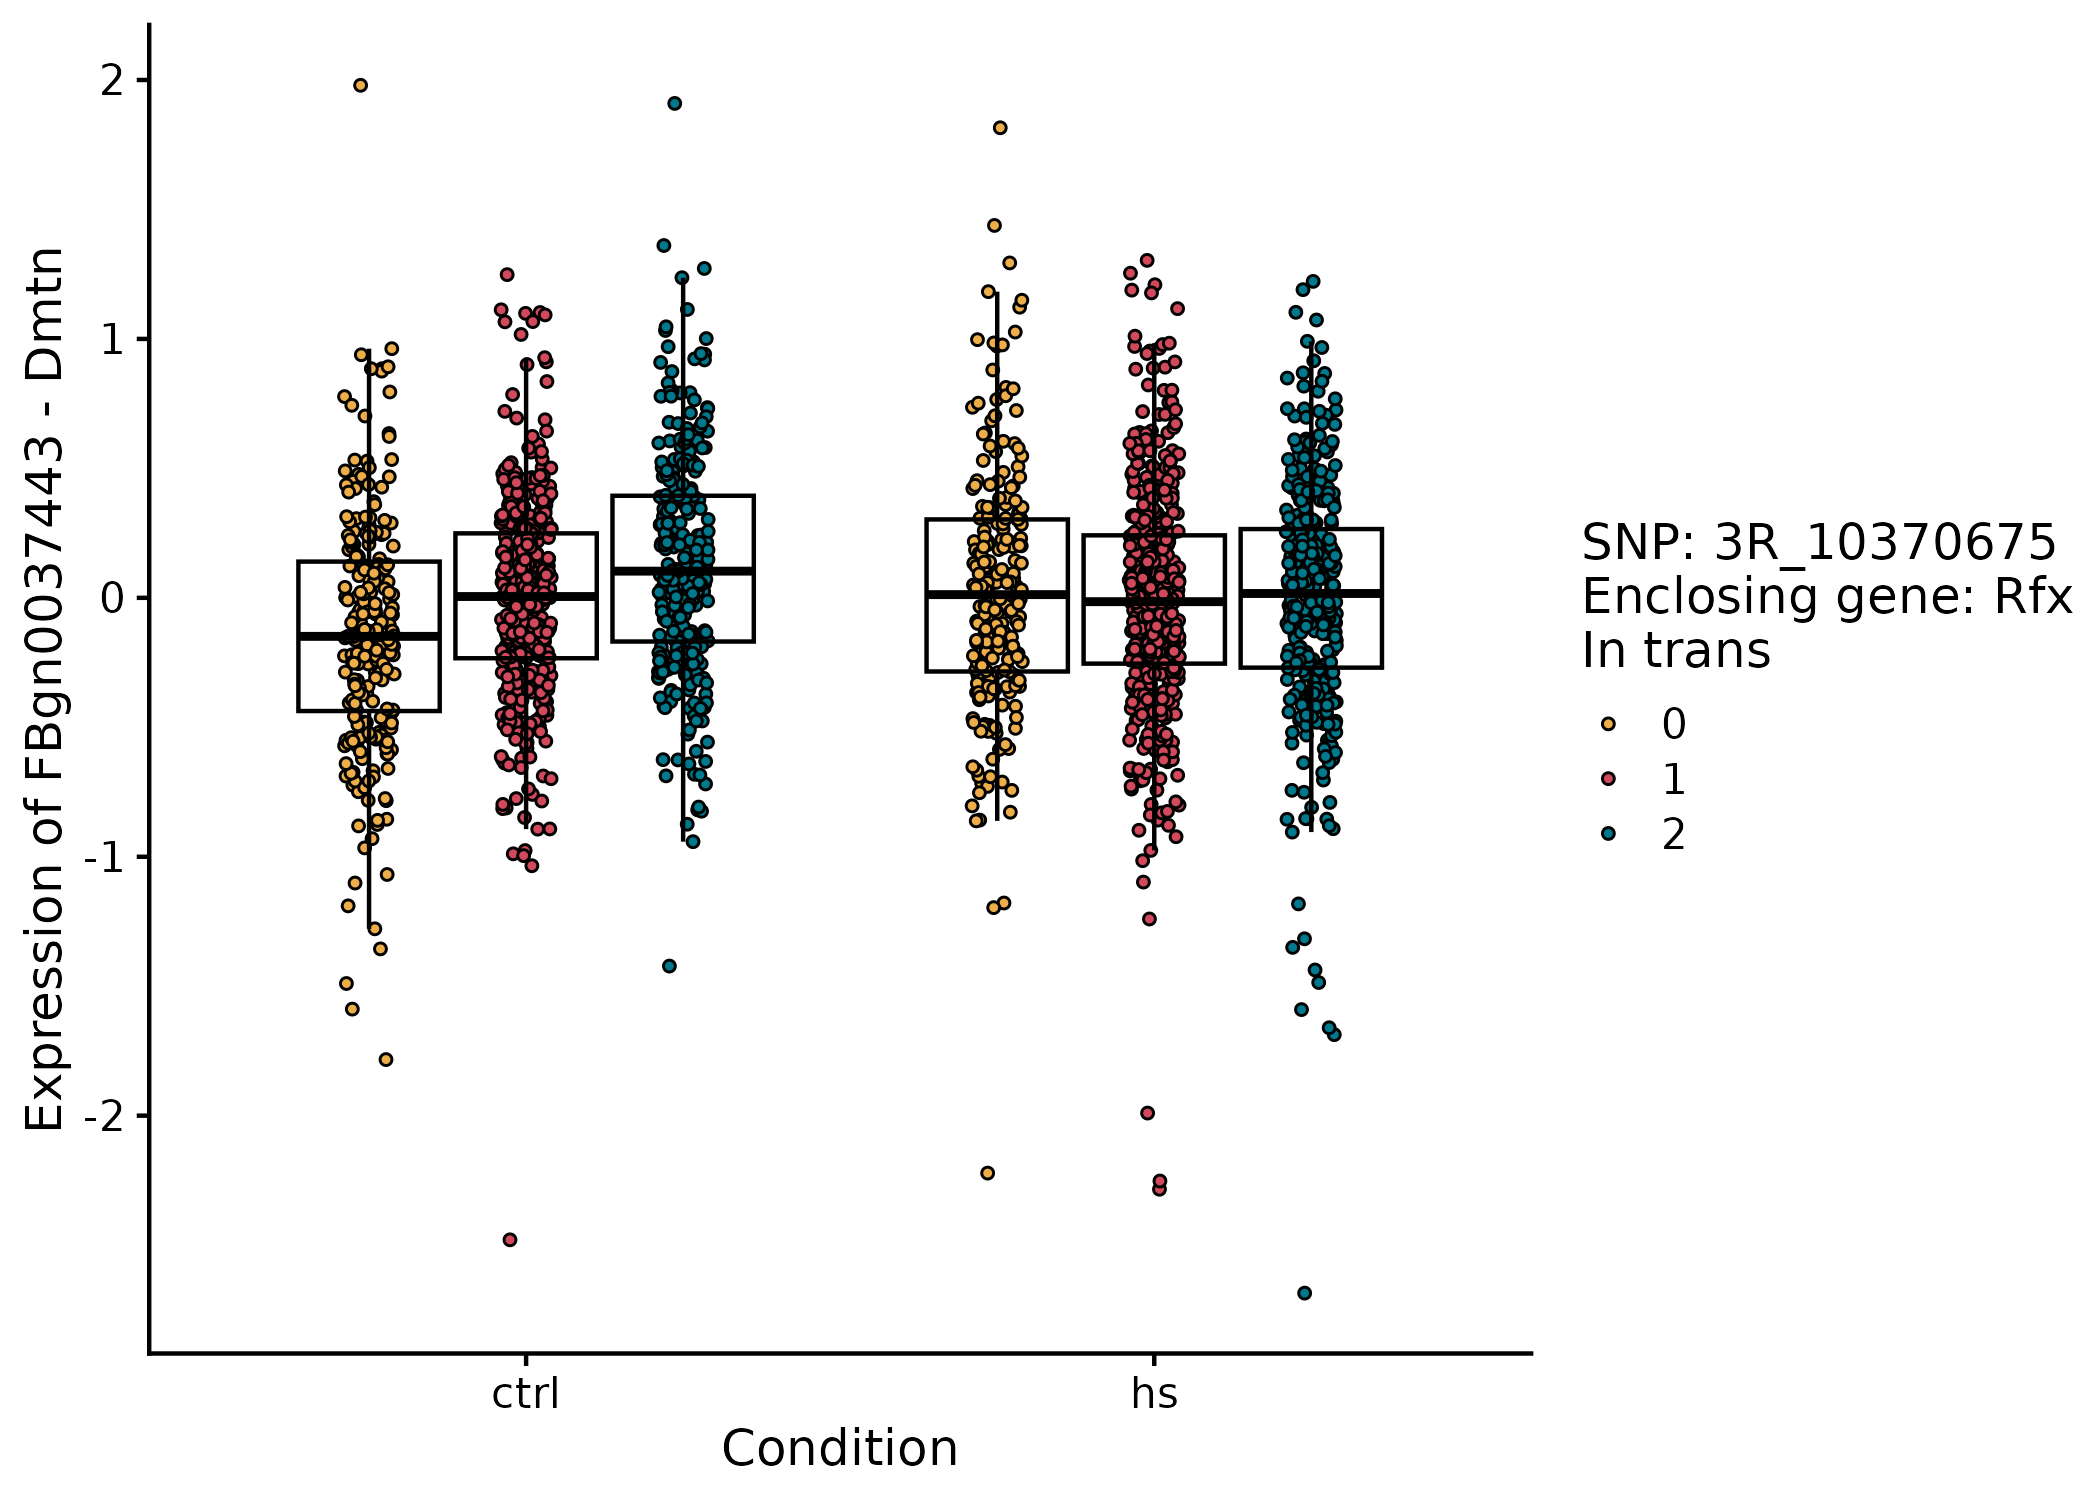 2
1
0
-1
-2
Expression of FBgn0037443 - Dmtn
ctrl
hs
Condition
SNP: 3R_10370675
Enclosing gene: Rfx
In trans
0
1
2